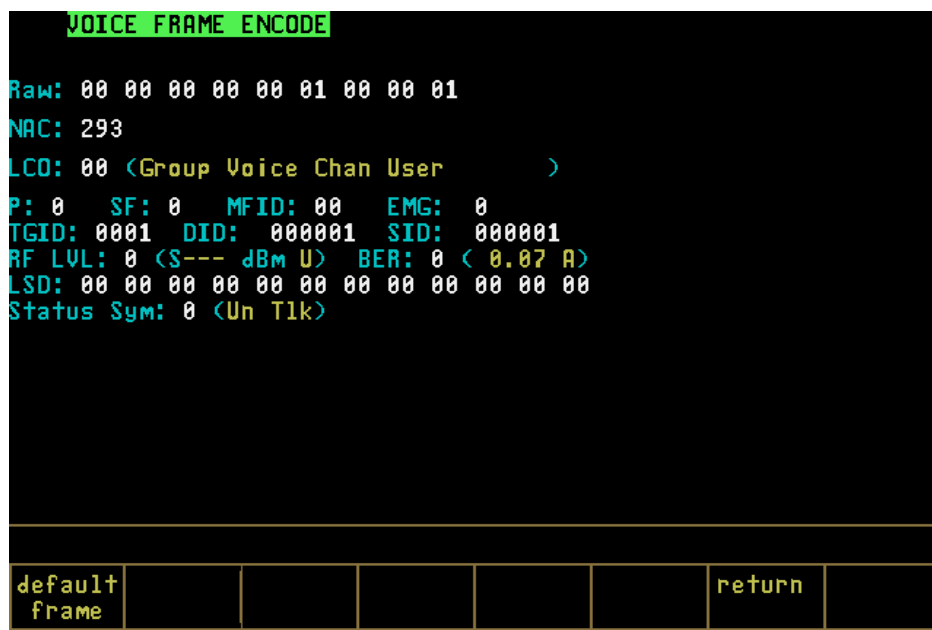 VOICE FRAME ENCODE
Raw: 00 00 00 00 00 01 00 00 01
NAC: 293
LCO: 00 (Group Voice Chan User )
P: 0 SF: 0 MFID: 00 EMG: 0
TGID: 0001 DID: 000001 SID: 000001
RF LVL: 0 (S--- dBm U) BER: 0 ( 0.07 A)
LSD: 00 00 00 00 00 00 00 00 00 00 00 00
Status Sym: 0 (Un Tlk)
default return
frame